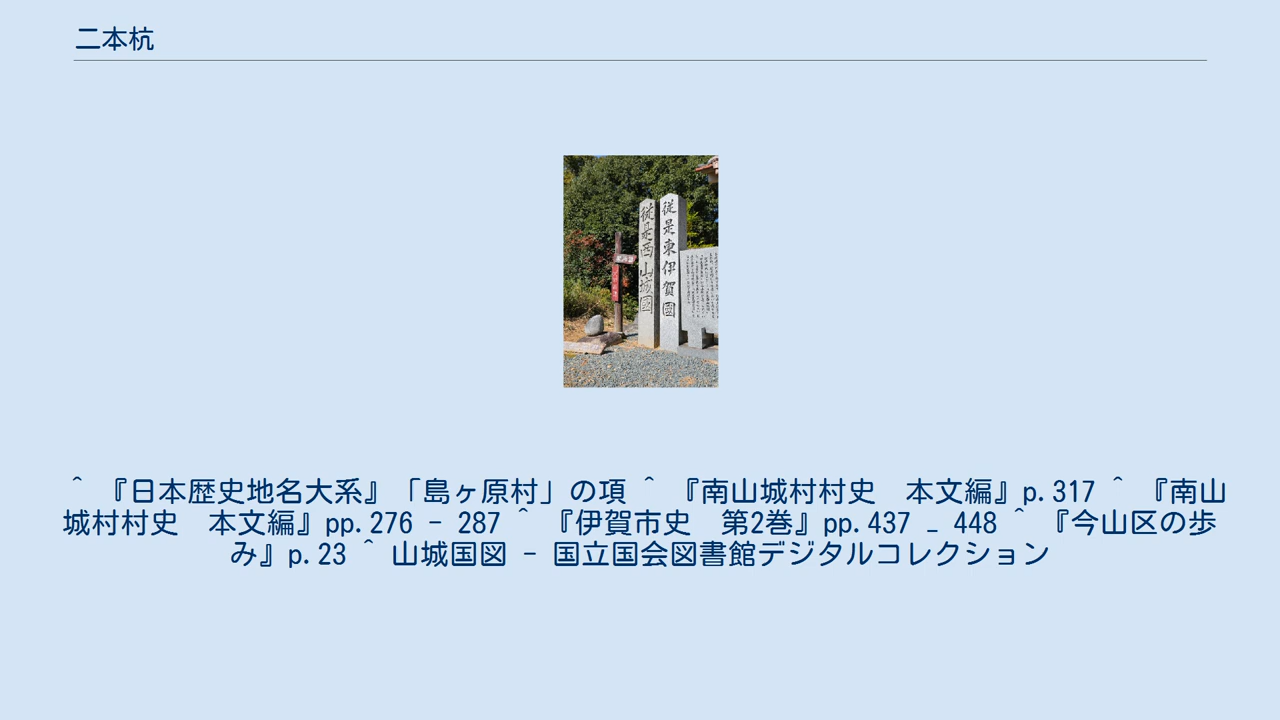 二本杭
従是西山城國
従是東伊賀國
^ 『日本歴史地名大系』「島ヶ原村」の項 ^ 『南山城村村史　本文編』p.317 ^ 『南山
城村村史　本文編』pp.276 - 287 ^ 『伊賀市史　第2巻』pp.437 _ 448 ^ 『今山区の歩
み』p.23 ^ 山城国図 - 国立国会図書館デジタルコレクション